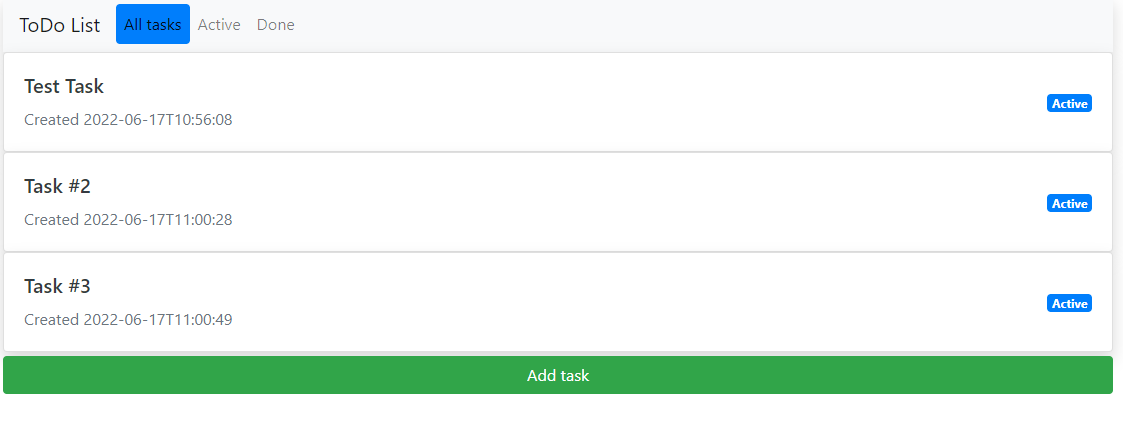 ToDo List All tasks Active Done
Test Task
Created 2022-06-17T10:56:08
Active
Task #2
Created 2022-06-17T11:00:28
Active
Task #3
Created 2022-06-17T11:00:49
Active
Add task